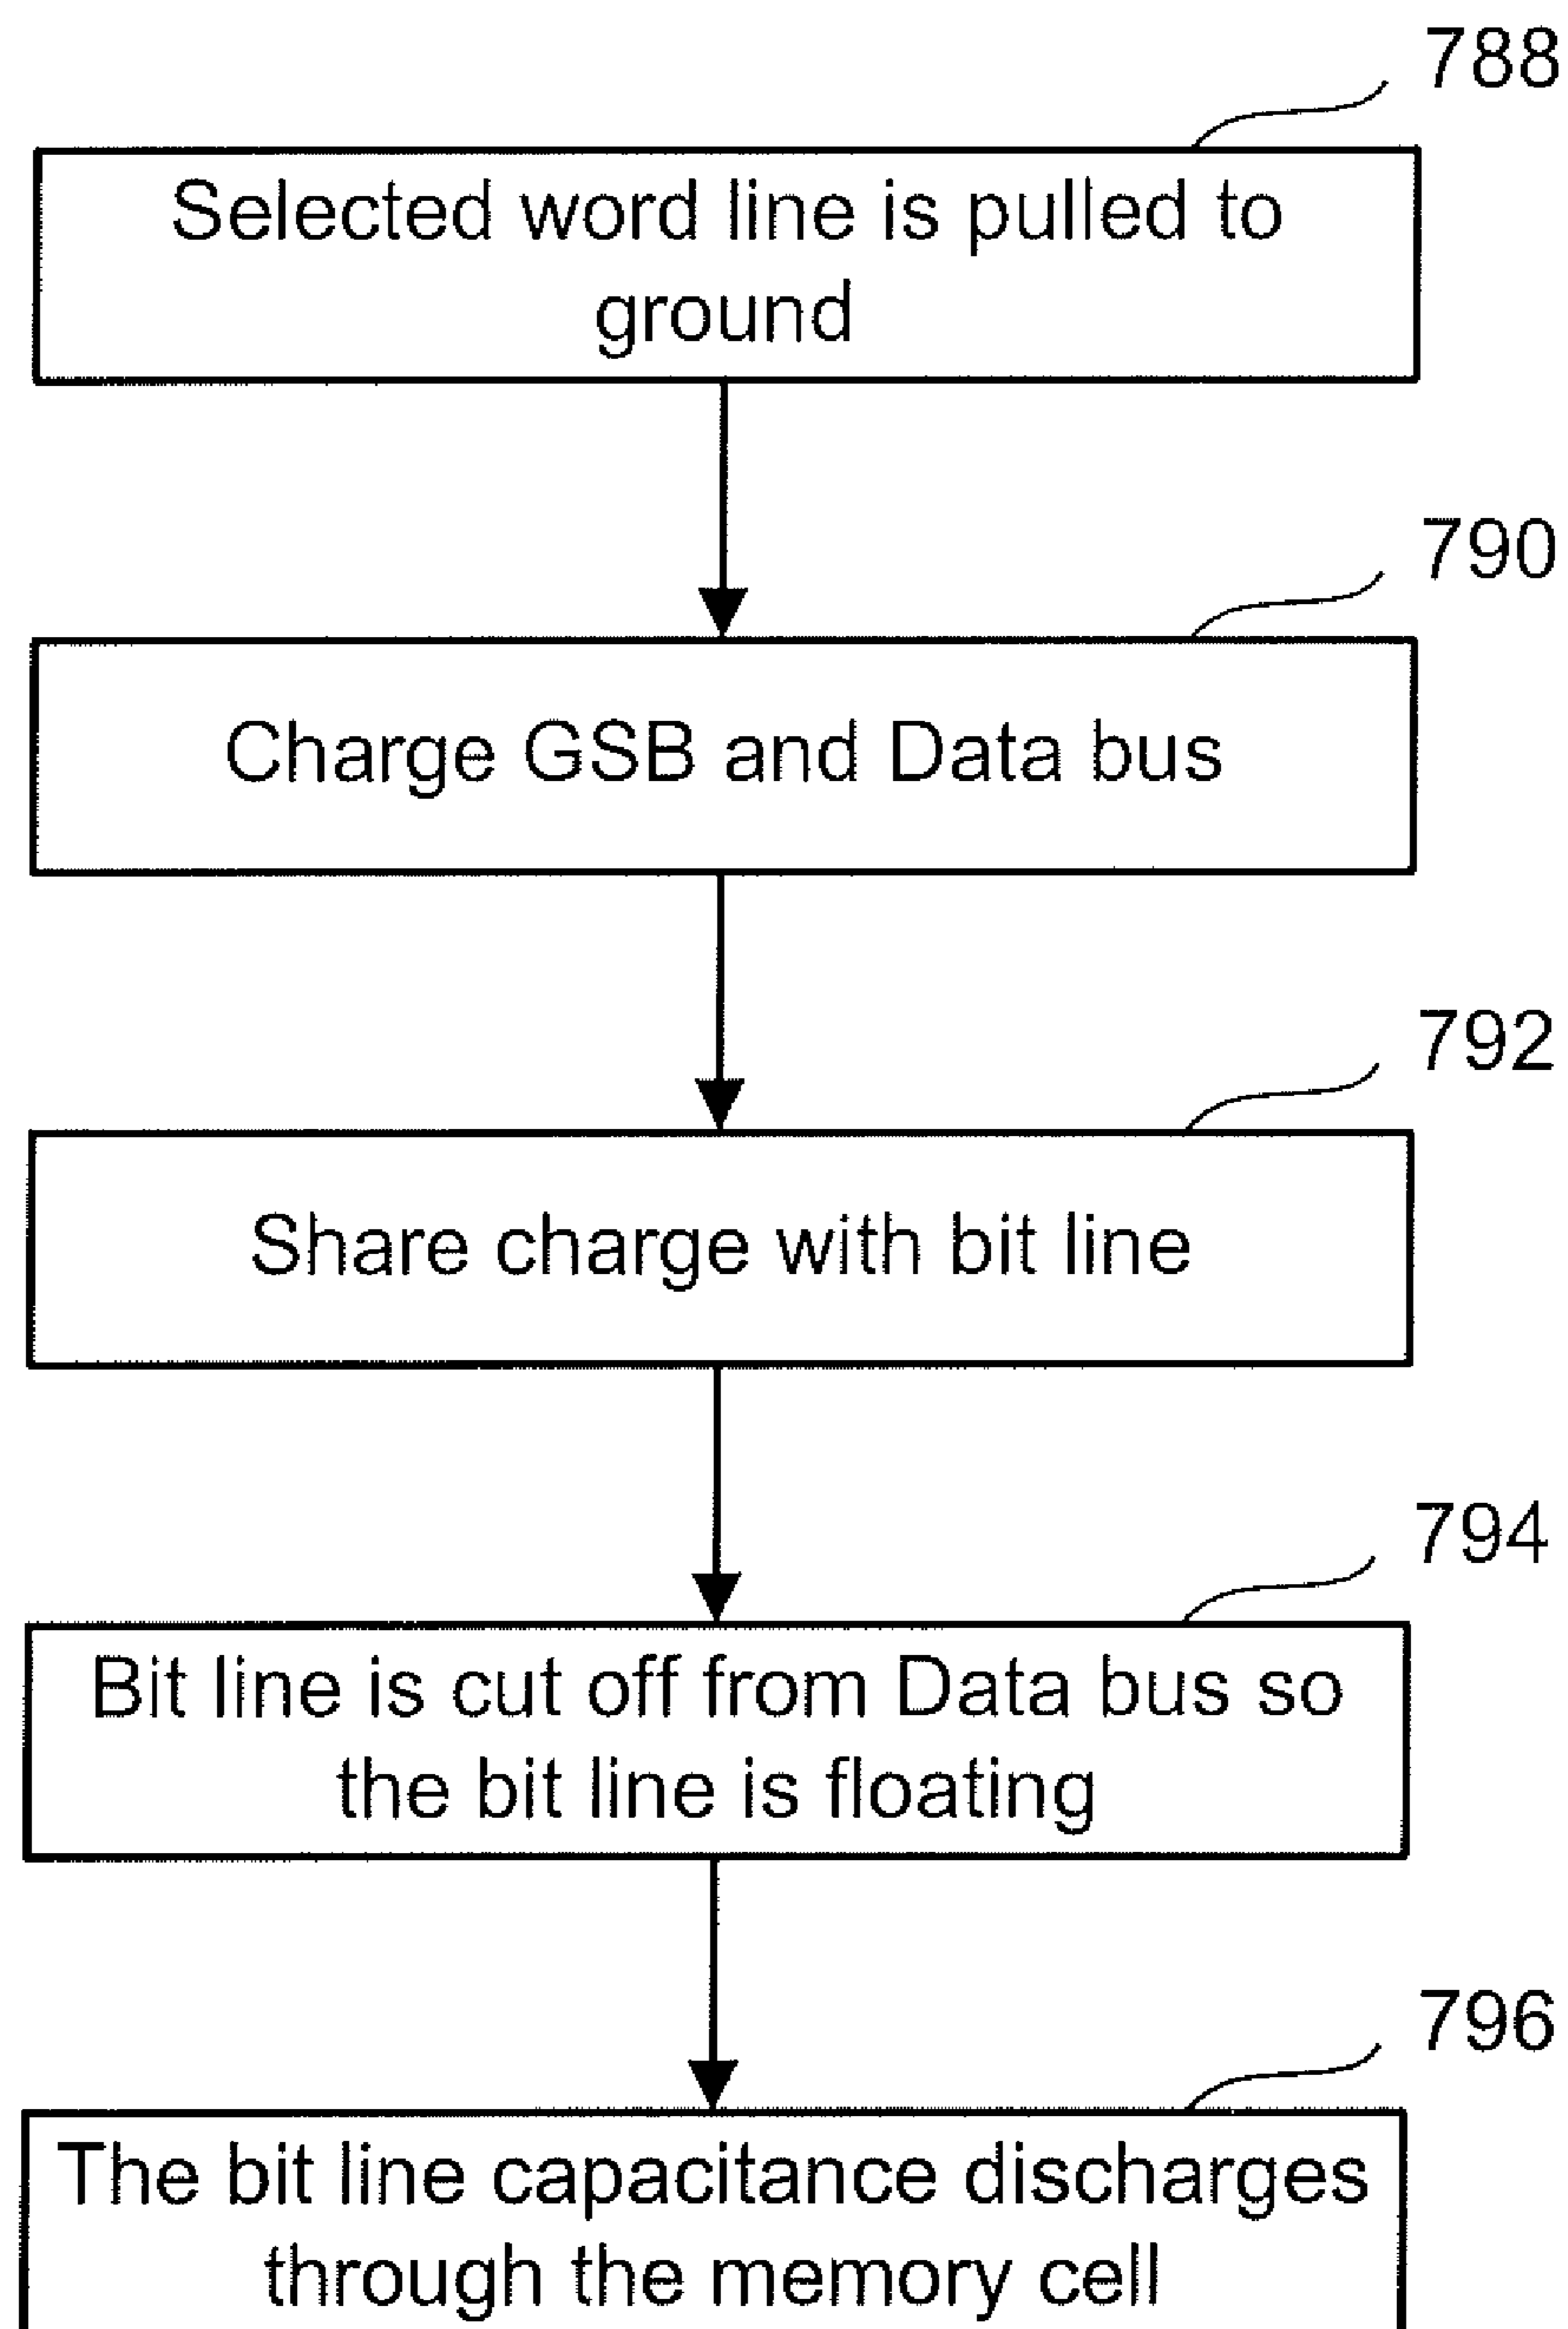 788
Selected word line is pulled to
ground
790
Charge GSB and Data bus
792
Share charge with bit line
794
Bit line is cut off from Data bus so
the bit line is floating
796
The bit line capacitance discharges
through the memory cell